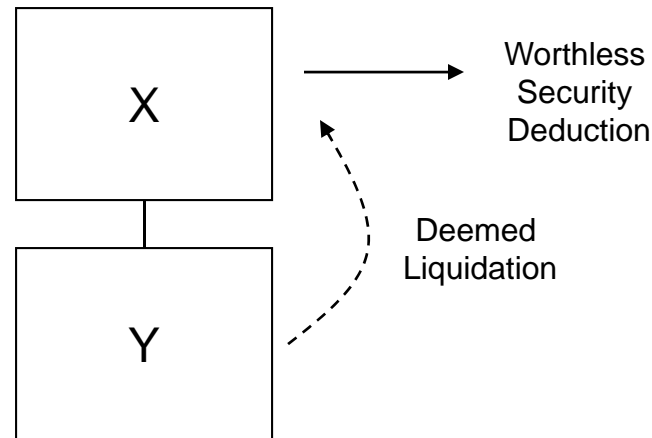 X
Worthless
Security
Deduction
Deemed
Liquidation
Y